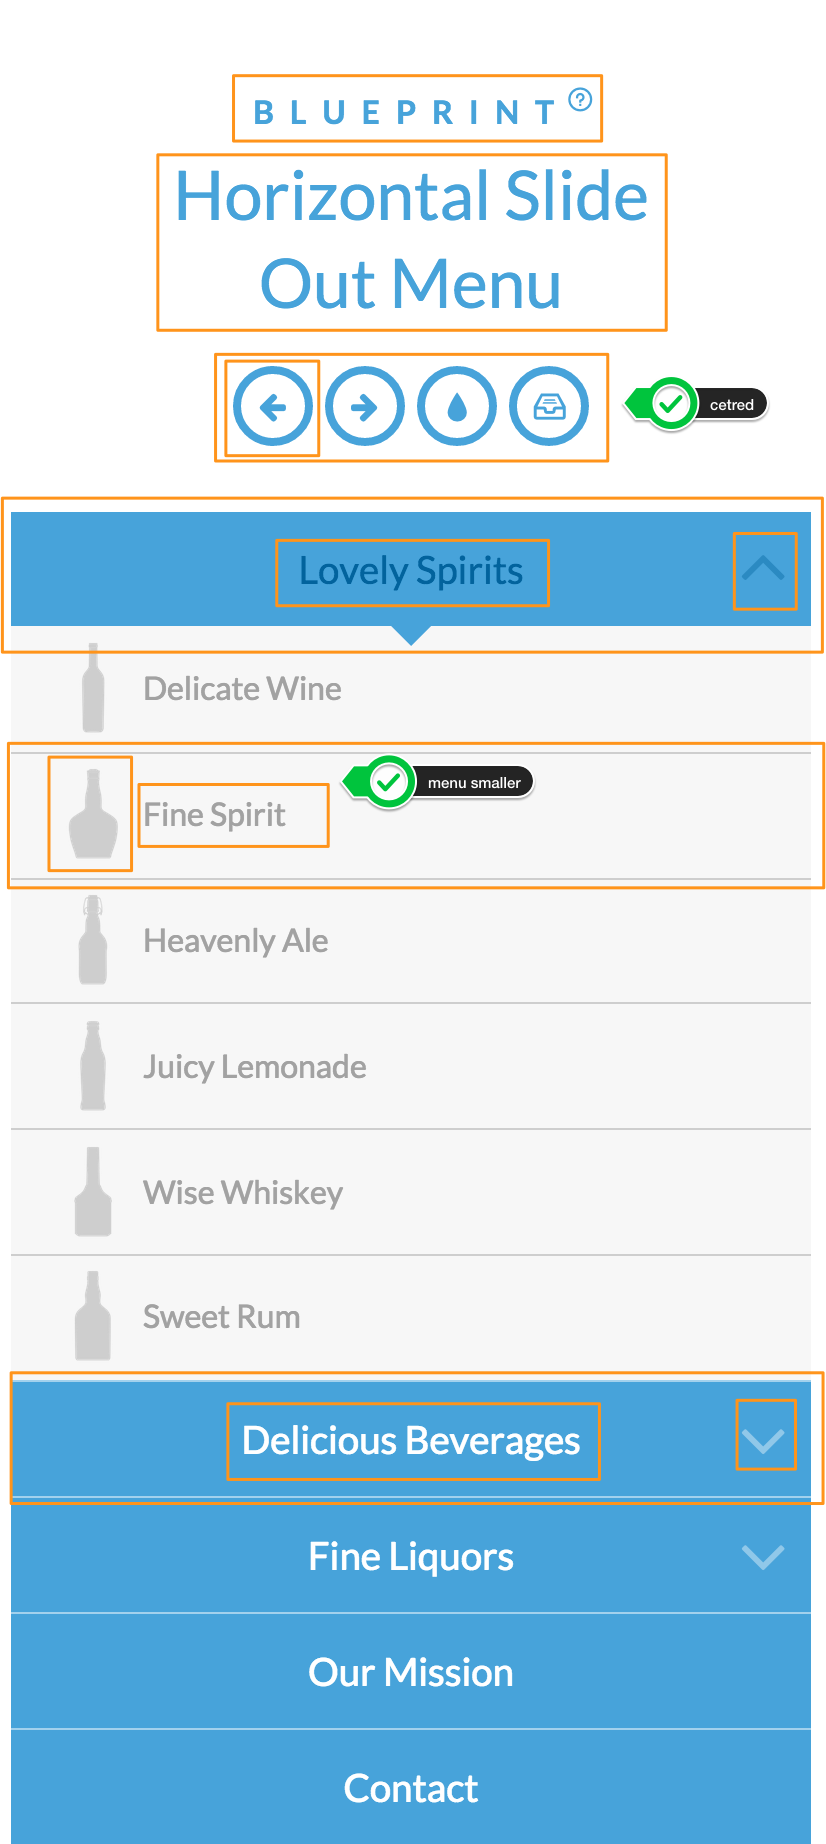 BLUEPRINT ?
Horizontal Slide
Out Menu
cetred
Lovely Spirits
Delicate Wine
menu smaller
Fine Spirit
Heavenly Ale
Juicy Lemonade
Wise Whiskey
Sweet Rum
Delicious Beverages
Fine Liquors
Our Mission
Contact